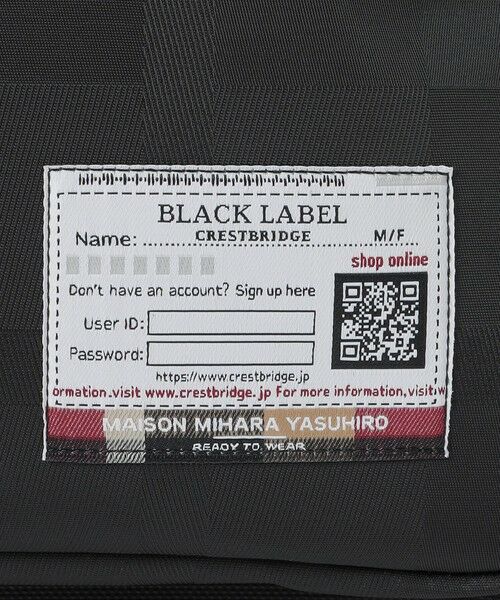 BLACK LABEL
Name: CRESTBRIDGE M/F
shop online
Don't have an account? Sign up here
User ID:
Password:
https://www.crestbridge.jp
ormation.visit www.crestbridge.jp For more information,visit w
MAISON MIHARA YASUHIRO
READY TO WEAR